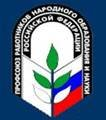 ПРОФСОЮЗ РАБОТНИКОВ НАРОДНОГО ОБРАЗОВАНИЯ И НАУКИ
РОССИЙСКОЙ ФЕДЕРАЦИИ